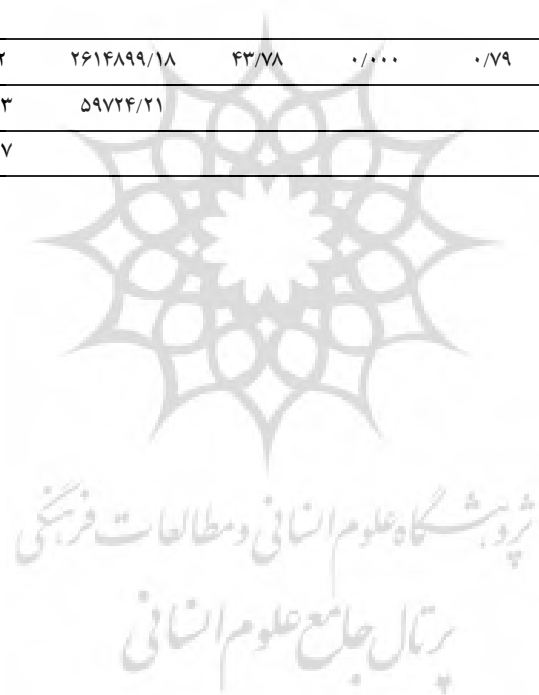 ۲ ۲۶۱۴۸۹۹/۱۸ ۴۳/۷۸ ۰/۰۰۰ ۰/۷۹
۳ ۵۹۷۲۴/۲۱
۷
پژوهشگاه علوم انسانی و مطالعات فرهنگی
پرتال جامع علوم انسانی